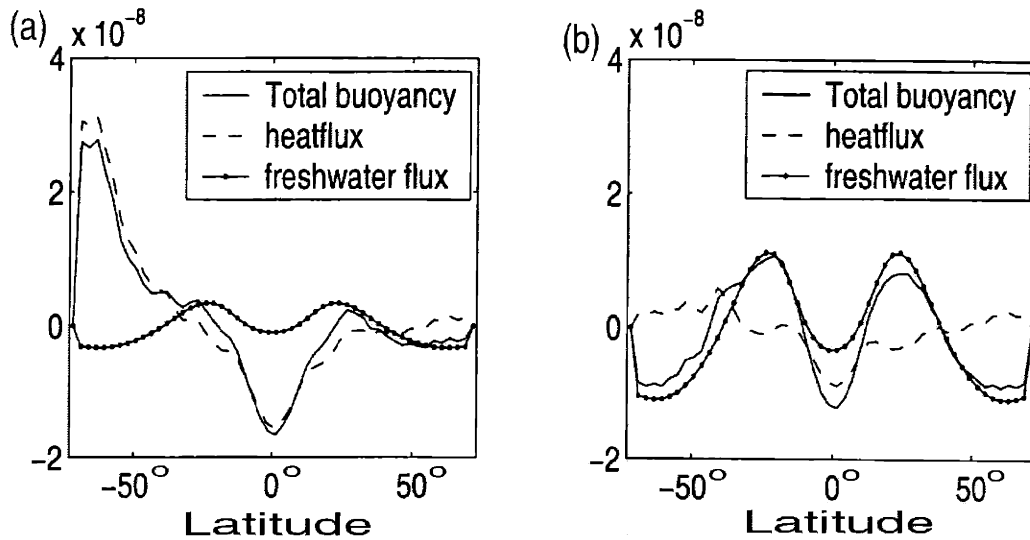 (a)
x 10⁻⁸
4
2
0
−2
Total buoyancy
heatflux
freshwater flux
−50°
0°
50°
Latitude
(b)
x 10⁻⁸
4
2
0
−2
Total buoyancy
heatflux
freshwater flux
−50°
0°
50°
Latitude